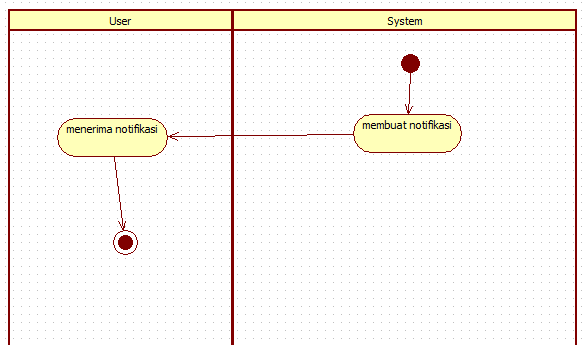 User
System
menerima notifikasi
membuat notifikasi